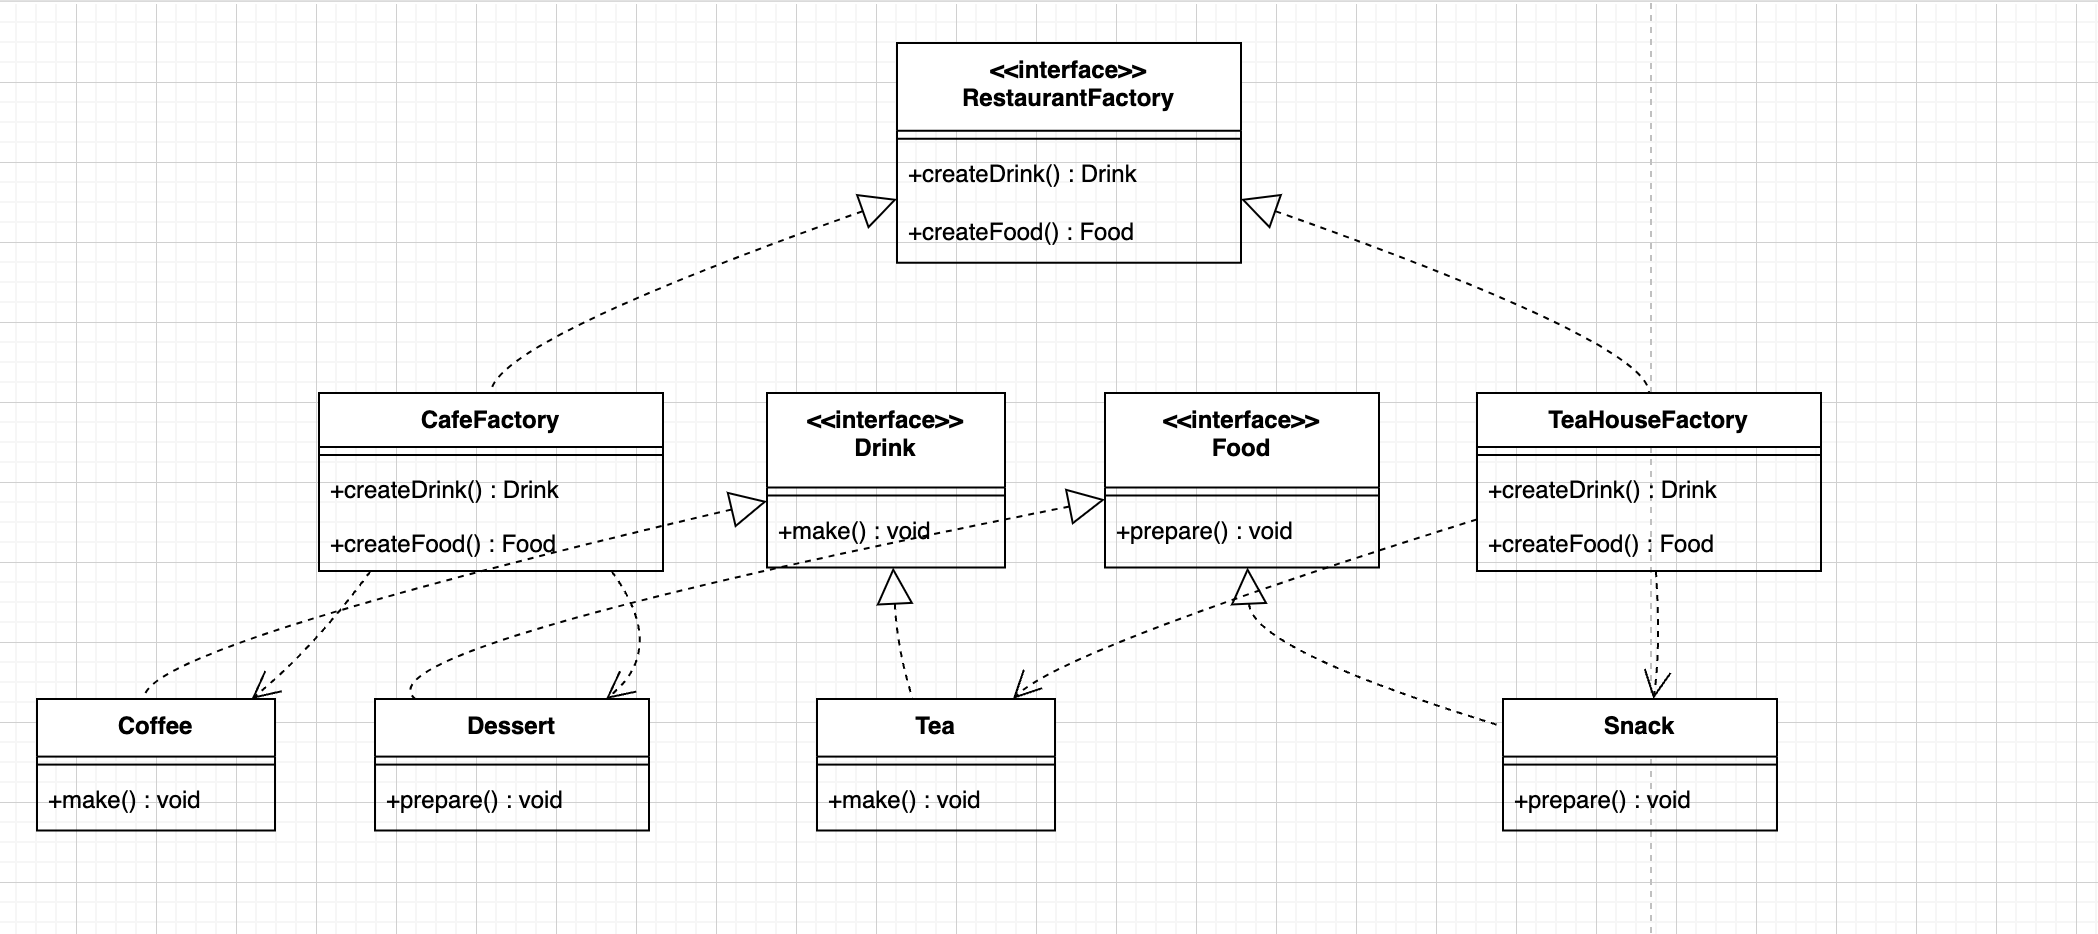 <<interface>>
RestaurantFactory
+createDrink() : Drink
+createFood() : Food
CafeFactory
+createDrink() : Drink
+createFood() : Food
<<interface>>
Drink
+make() : void
<<interface>>
Food
+prepare() : void
TeaHouseFactory
+createDrink() : Drink
+createFood() : Food
Coffee
+make() : void
Dessert
+prepare() : void
Tea
+make() : void
Snack
+prepare() : void